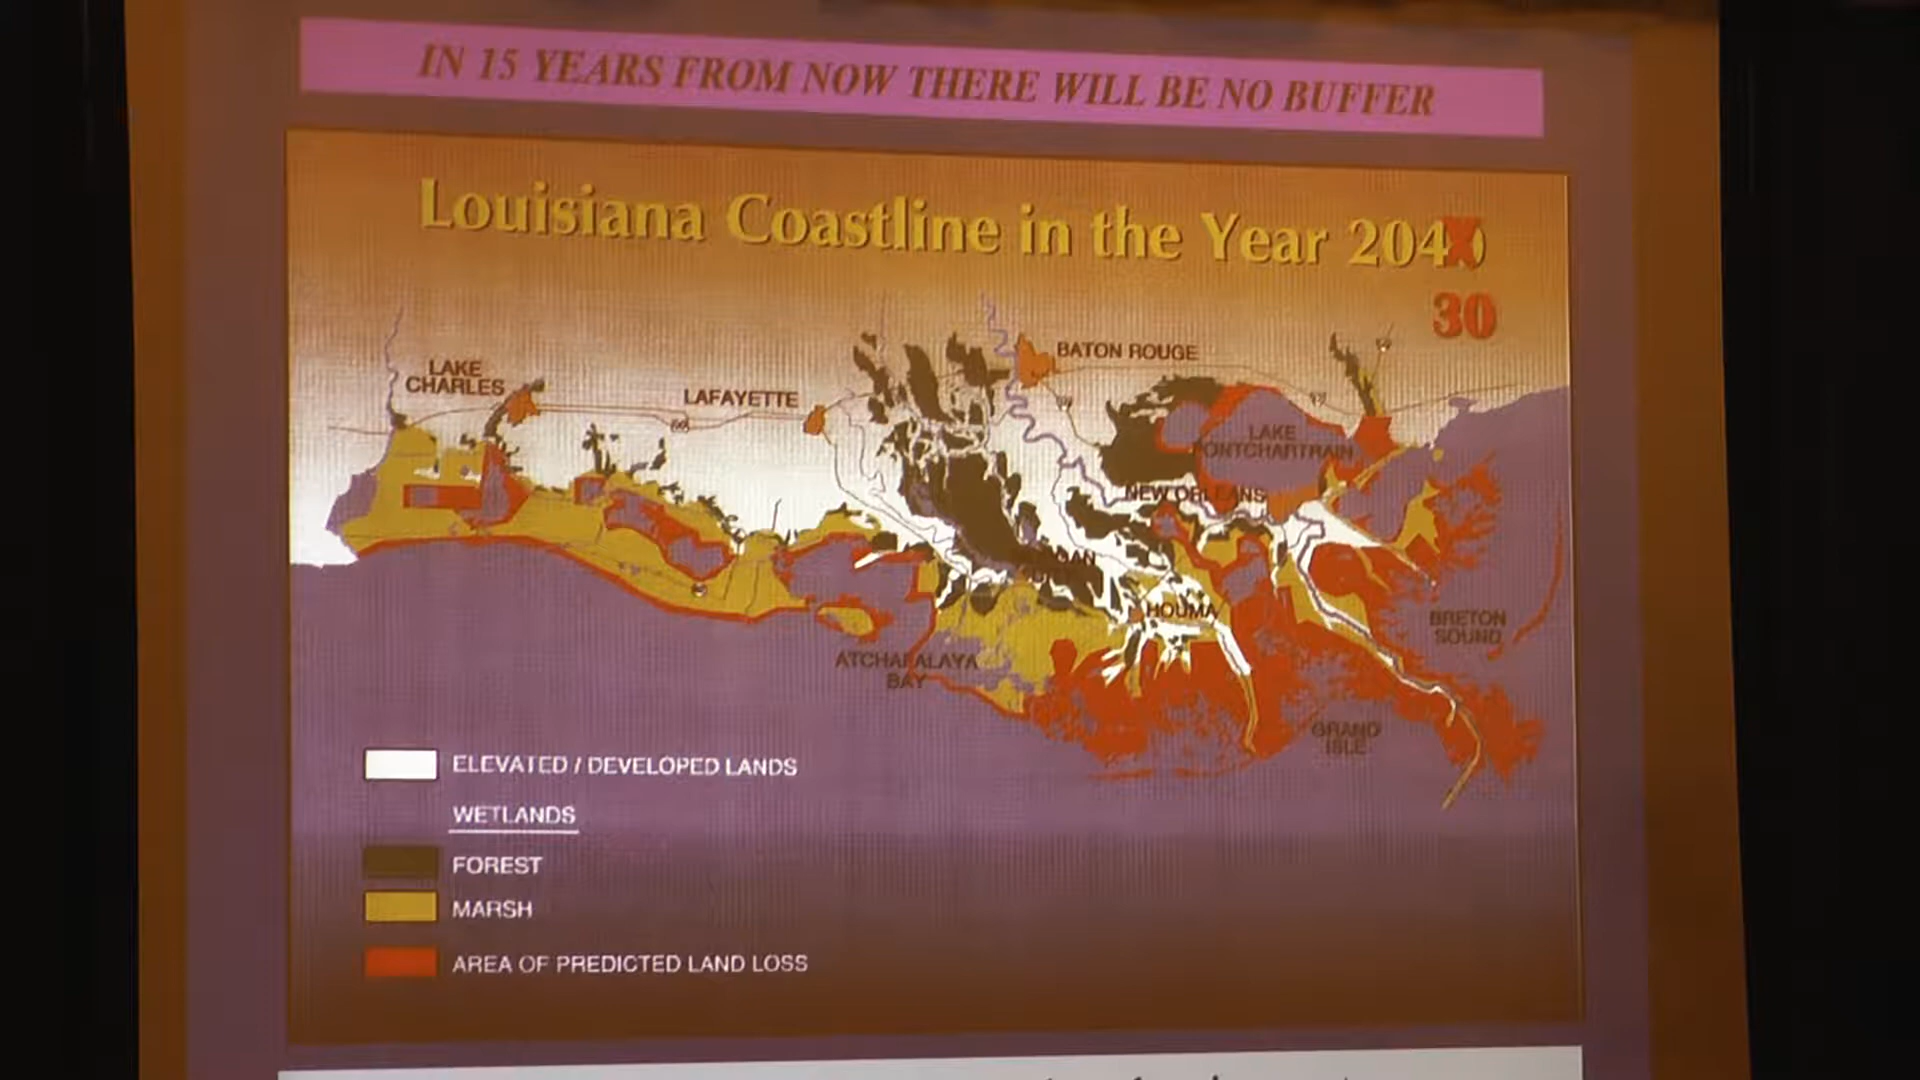 IN 15 YEARS FROM NOW THERE WILL BE NO BUFFER
Louisiana Coastline in the Year 2040
30
BATON ROUGE
LAKE
CHARLES
LAFAYETTE
LAKE
PONTCHARTRAIN
NEW ORLEANS
HOUMA
BRETON
SOUND
ATCHAFALAYA
BAY
GRAND
ISLE
ELEVATED / DEVELOPED LANDS
WETLANDS
FOREST
MARSH
AREA OF PREDICTED LAND LOSS